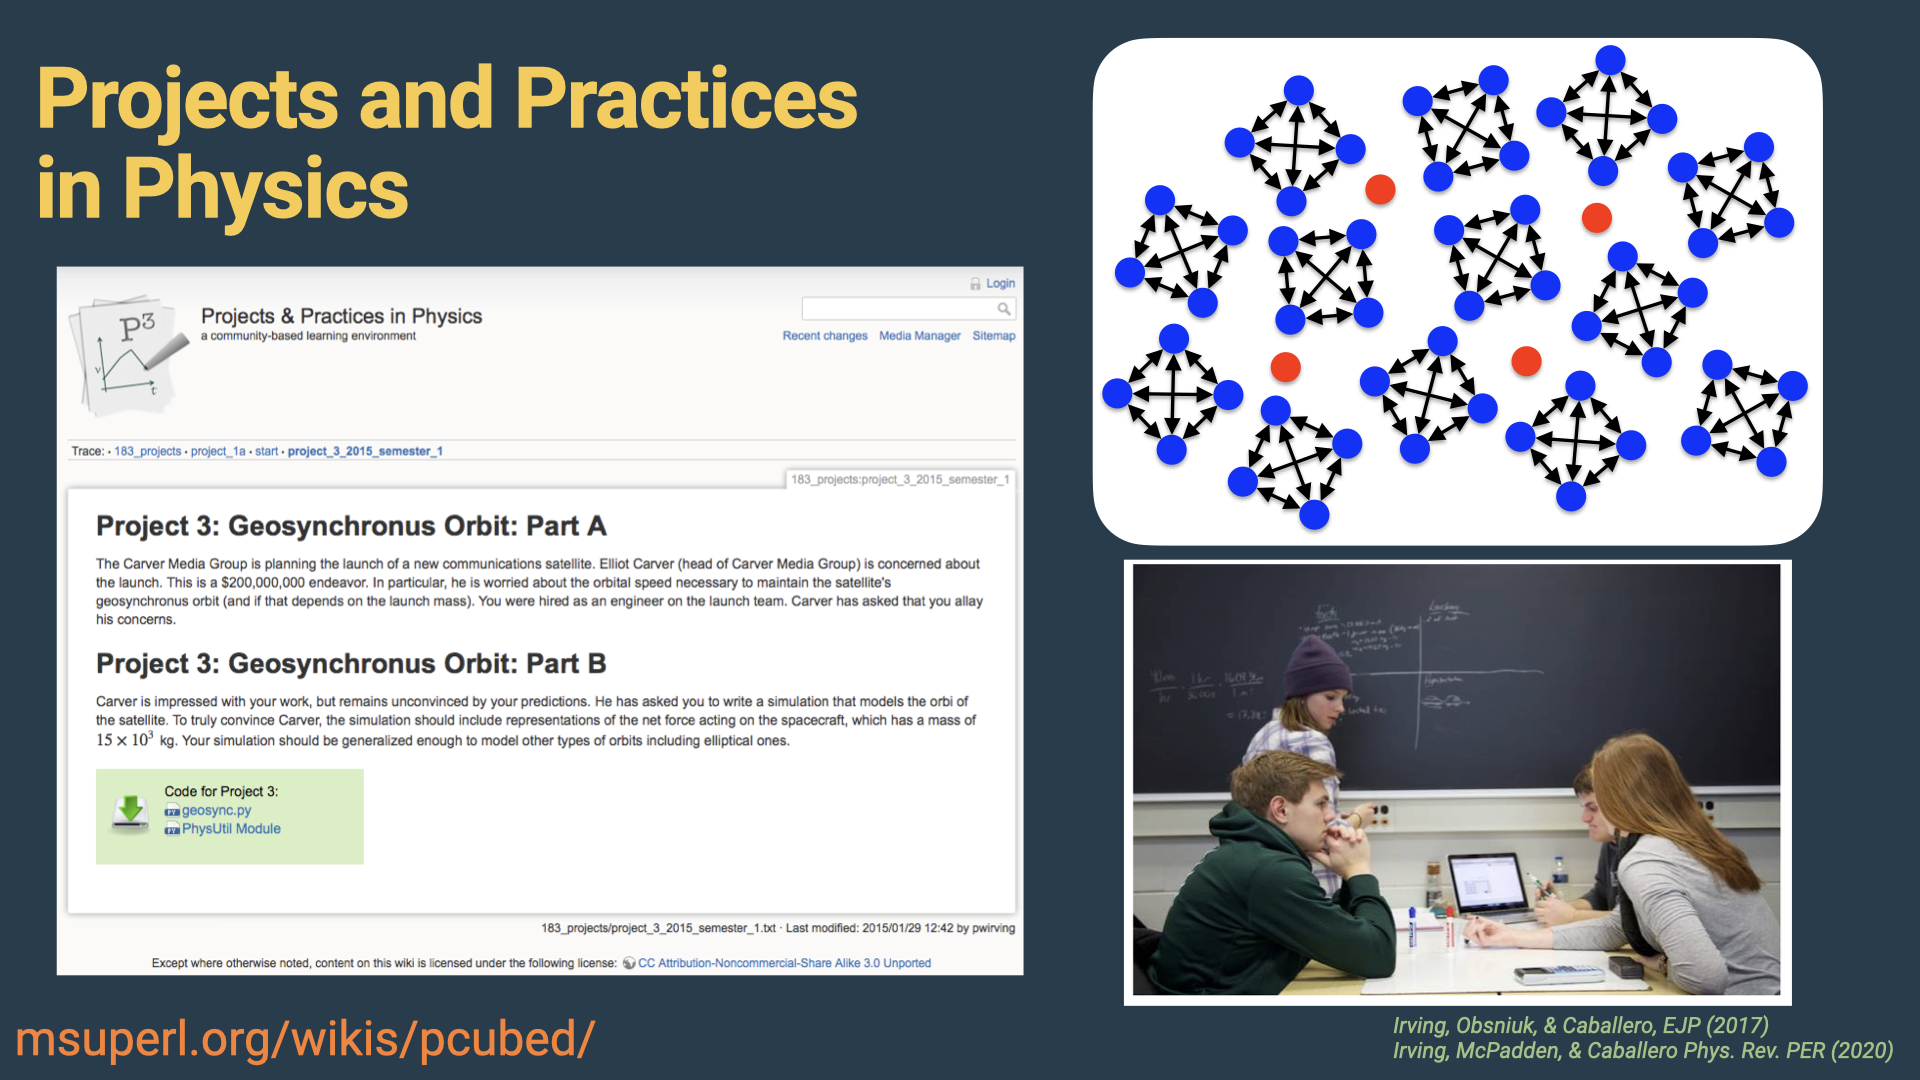 Projects and Practices
in Physics
Login
P3
v
t
Projects & Practices in Physics
a community-based learning environment
Recent changes Media Manager Sitemap
Trace: • 183_projects • project_1a • start • project_3_2015_semester_1
183_projects:project_3_2015_semester_1
Project 3: Geosynchronus Orbit: Part A
The Carver Media Group is planning the launch of a new communications satellite. Elliot Carver (head of Carver Media Group) is concerned about
the launch. This is a $200,000,000 endeavor. In particular, he is worried about the orbital speed necessary to maintain the satellite's
geosynchronus orbit (and if that depends on the launch mass). You were hired as an engineer on the launch team. Carver has asked that you allay
his concerns.
Project 3: Geosynchronus Orbit: Part B
Carver is impressed with your work, but remains unconvinced by your predictions. He has asked you to write a simulation that models the orbi of
the satellite. To truly convince Carver, the simulation should include representations of the net force acting on the spacecraft, which has a mass of
15 × 10³ kg. Your simulation should be generalized enough to model other types of orbits including elliptical ones.
Code for Project 3:
geosync.py
PhysUtil Module
183_projects/project_3_2015_semester_1.txt · Last modified: 2015/01/29 12:42 by pwirving
Except where otherwise noted, content on this wiki is licensed under the following license: CC Attribution-Noncommercial-Share Alike 3.0 Unported
msuperl.org/wikis/pcubed/
Facts
Irving, Obsniuk, & Caballero, EJP (2017)
Irving, McPadden, & Caballero Phys. Rev. PER (2020)